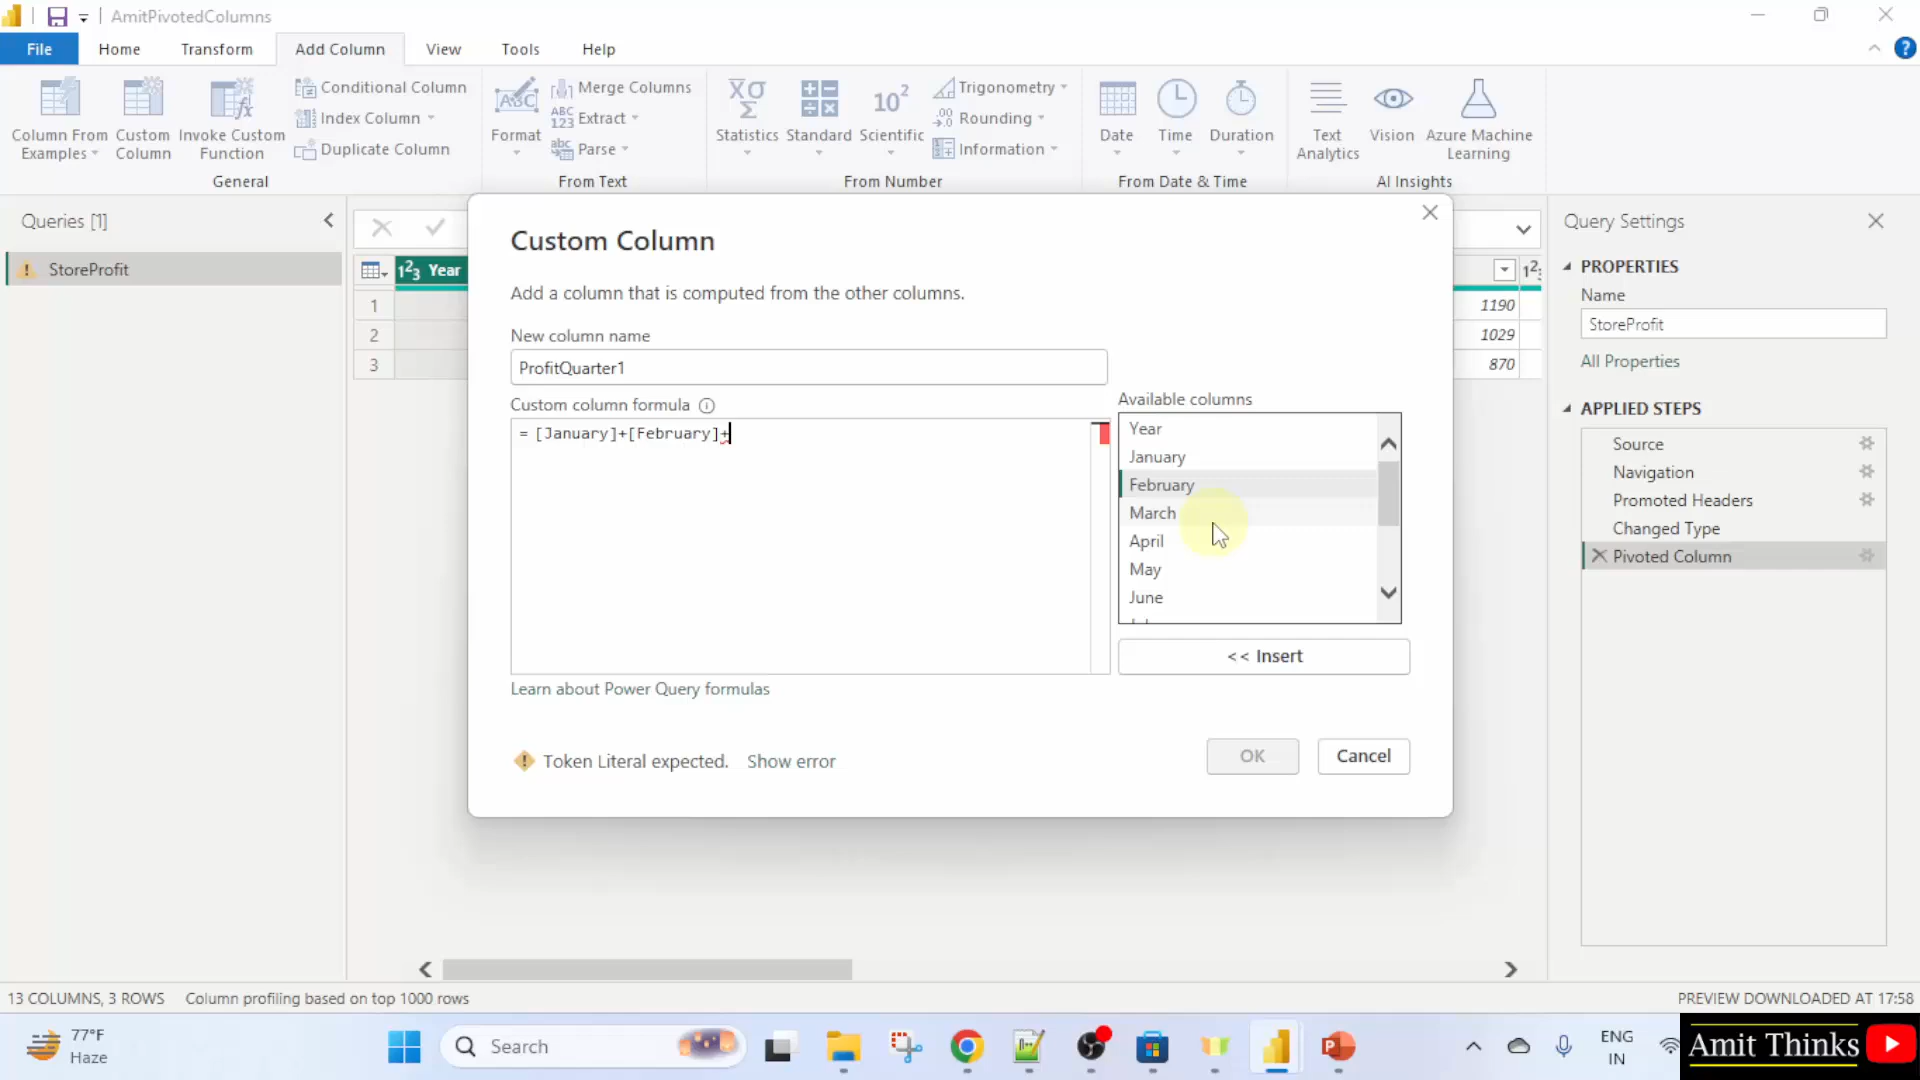 AmitPivotedColumns
File Home Transform Add Column View Tools Help
Column From Examples
Custom Column
Invoke Custom Function
Conditional Column
Index Column
Duplicate Column
General
Format
Merge Columns
Extract
Parse
From Text
Statistics
Standard
Scientific
Trigonometry
Rounding
Information
From Number
Date
Time
Duration
From Date & Time
Text Analytics
Vision
Azure Machine Learning
AI Insights
Queries [1]
StoreProfit
Year
1 1190
2 1029
3 870
Custom Column
Add a column that is computed from the other columns.
New column name
ProfitQuarter1
Custom column formula
= [January]+[February]+
Available columns
Year
January
February
March
April
May
June
<< Insert
Learn about Power Query formulas
Token Literal expected. Show error
OK
Cancel
Query Settings
PROPERTIES
Name
StoreProfit
All Properties
APPLIED STEPS
Source
Navigation
Promoted Headers
Changed Type
Pivoted Column
13 COLUMNS, 3 ROWS Column profiling based on top 1000 rows
PREVIEW DOWNLOADED AT 17:58
77°F
Haze
Search
ENG
IN
Amit Thinks